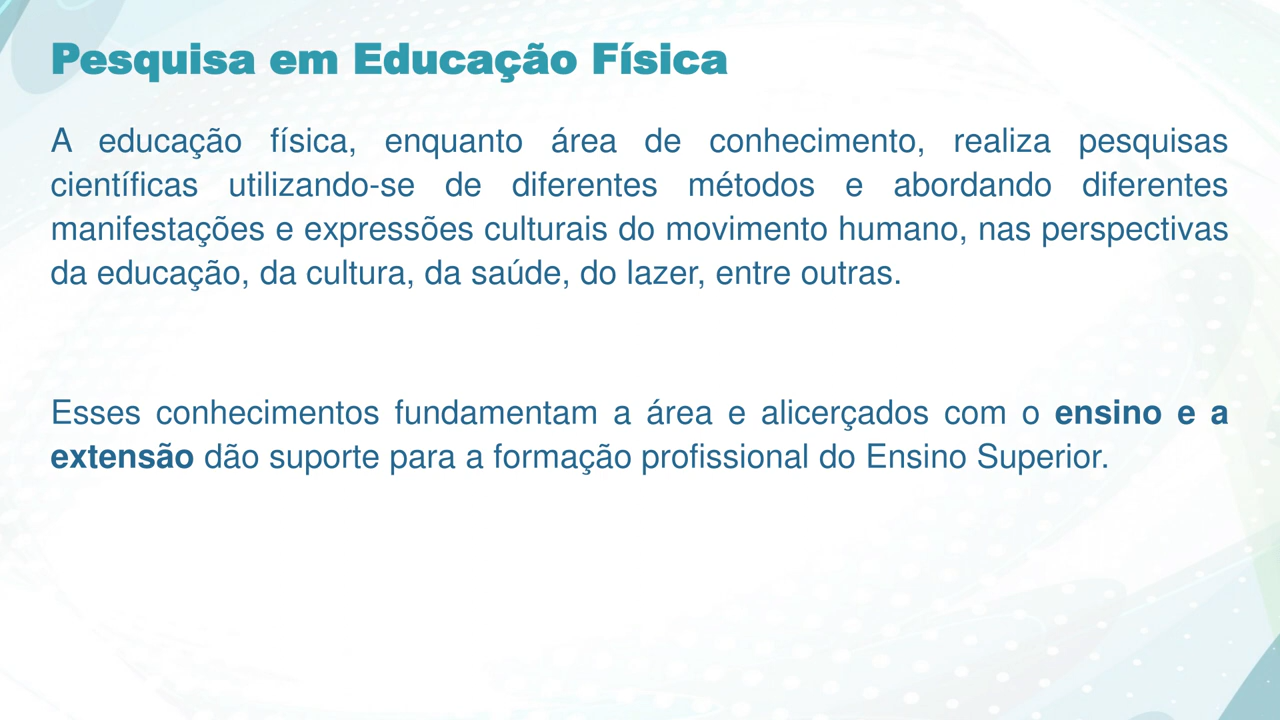 Pesquisa em Educação Física
A educação física, enquanto área de conhecimento, realiza pesquisas
científicas utilizando-se de diferentes métodos e abordando diferentes
manifestações e expressões culturais do movimento humano, nas perspectivas
da educação, da cultura, da saúde, do lazer, entre outras.
Esses conhecimentos fundamentam a área e alicerçados com o ensino e a
extensão dão suporte para a formação profissional do Ensino Superior.